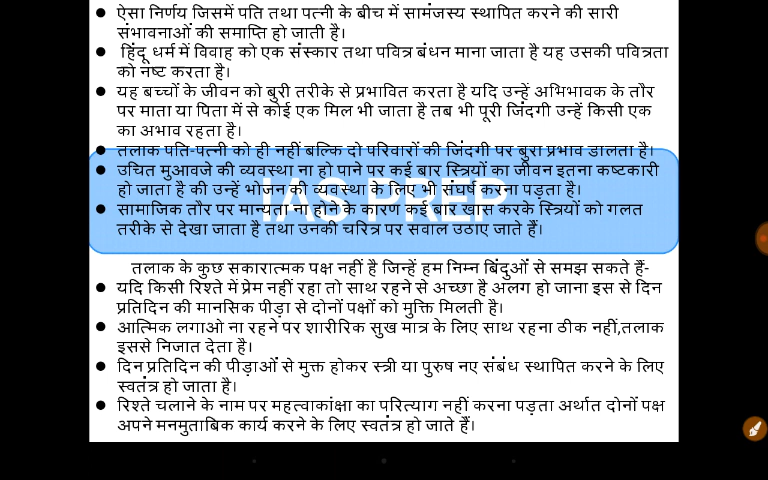 ● ऐसा निर्णय जिसमें पति तथा पत्नी के बीच में सामंजस्य स्थापित करने की सारी
संभावनाओं की समाप्ति हो जाती है।
● हिंदू धर्म में विवाह को एक संस्कार तथा पवित्र बंधन माना जाता है यह उसकी पवित्रता
को नष्ट करता है।
● यह बच्चों के जीवन को बुरी तरीके से प्रभावित करता है यदि उन्हें अभिभावक के तौर
पर माता या पिता में से कोई एक मिल भी जाता है तब भी पूरी जिंदगी उन्हें किसी एक
का अभाव रहता है।
● तलाक पति-पत्नी को ही नहीं बल्कि दो परिवारों की जिंदगी पर बुरा प्रभाव डालता है।
● उचित मुआवजे की व्यवस्था ना हो पाने पर कई बार स्त्रियों का जीवन इतना कष्टकारी
हो जाता है की उन्हें भोजन की व्यवस्था के लिए भी संघर्ष करना पड़ता है।
IAS PREP
● सामाजिक तौर पर मान्यता ना होने के कारण कई बार खास करके स्त्रियों को गलत
तरीके से देखा जाता है तथा उनकी चरित्र पर सवाल उठाए जाते हैं।
तलाक के कुछ सकारात्मक पक्ष नहीं है जिन्हें हम निम्न बिंदुओं से समझ सकते हैं-
● यदि किसी रिश्ते में प्रेम नहीं रहा तो साथ रहने से अच्छा है अलग हो जाना इस से दिन
प्रतिदिन की मानसिक पीड़ा से दोनों पक्षों को मुक्ति मिलती है।
● आत्मिक लगाओ ना रहने पर शारीरिक सुख मात्र के लिए साथ रहना ठीक नहीं,तलाक
इससे निजात देता है।
● दिन प्रतिदिन की पीड़ाओं से मुक्त होकर स्त्री या पुरुष नए संबंध स्थापित करने के लिए
स्वतंत्र हो जाता है।
● रिश्ते चलाने के नाम पर महत्वाकांक्षा का परित्याग नहीं करना पड़ता अर्थात दोनों पक्ष
अपने मनमुताबिक कार्य करने के लिए स्वतंत्र हो जाते हैं।